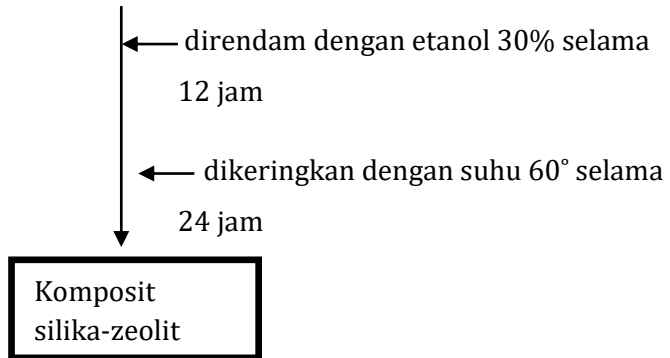 direndam dengan etanol 30% selama
12 jam
dikeringkan dengan suhu 60˚ selama
24 jam
Komposit
silika-zeolit